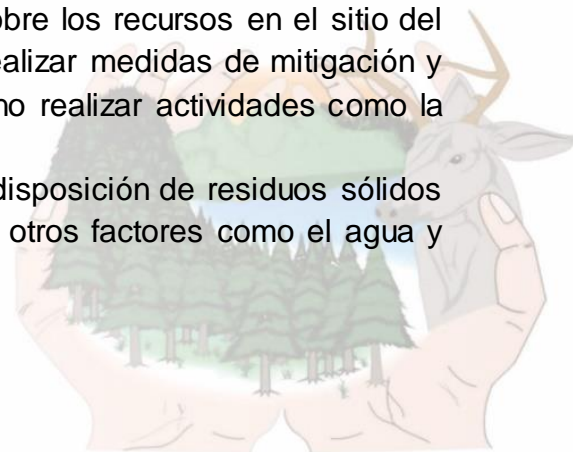 obre los recursos en el sitio del
ealizar medidas de mitigación y
no realizar actividades como la
disposición de residuos sólidos
otros factores como el agua y